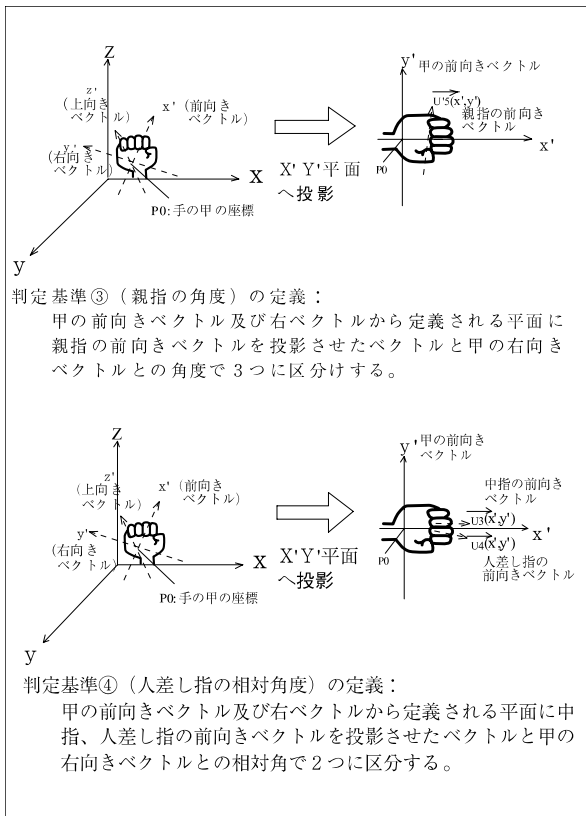 Z
z'
(上向き
ベクトル)
x' (前向き
ベクトル)
y'
(右向き
ベクトル)
X
P0:手の甲の座標
y
X' Y'平面
へ投影
y' 甲の前向きベクトル
U'5(x',y')
親指の前向き
ベクトル
x'
P0
判定基準③(親指の角度)の定義:
甲の前向きベクトル及び右ベクトルから定義される平面に
親指の前向きベクトルを投影させたベクトルと甲の右向き
ベクトルとの角度で3つに区分けする。
Z
z'
(上向き
ベクトル)
x' (前向き
ベクトル)
y'
(右向き
ベクトル)
X
P0:手の甲の座標
y
X'Y'平面
へ投影
y' 甲の前向き
ベクトル
中指の前向き
ベクトル
U3(x',y')
x'
U4(x',y')
人差し指の
前向きベクトル
P0
判定基準④(人差し指の相対角度)の定義:
甲の前向きベクトル及び右ベクトルから定義される平面に中
指、人差し指の前向きベクトルを投影させたベクトルと甲の
右向きベクトルとの相対角で2つに区分する。